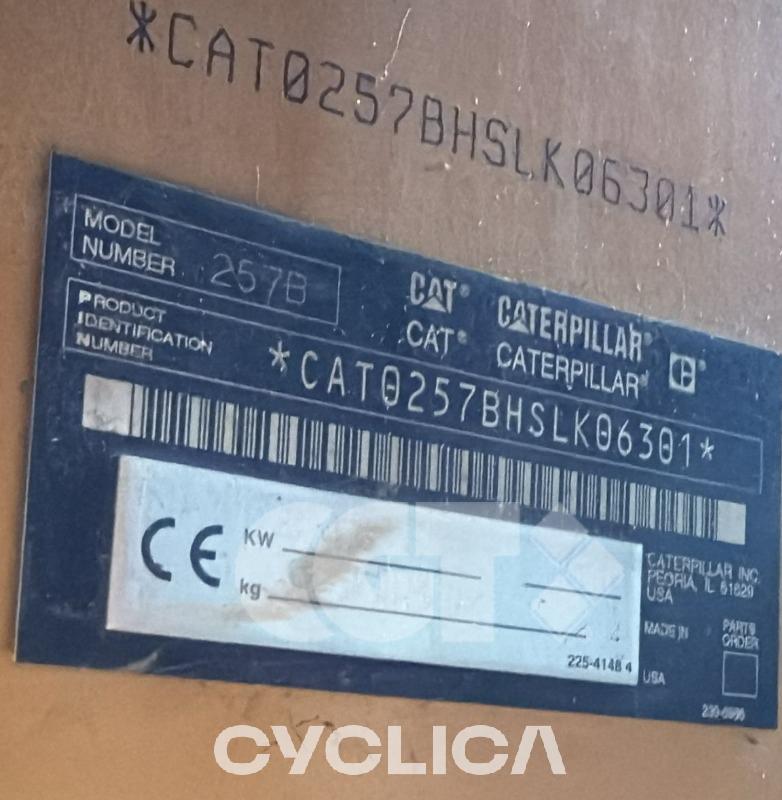 *CAT0257BHSLK06301*
MODEL
NUMBER
257B
CAT® CATERPILLAR®
CAT® CATERPILLAR®
PRODUCT
IDENTIFICATION
NUMBER
*CAT0257BHSLK06301*
CE
KW
kg
225-4148 4
CATERPILLAR INC.
PEORIA, IL 61629
USA
MADE IN
USA
PARTS
ORDER
CYCLICA